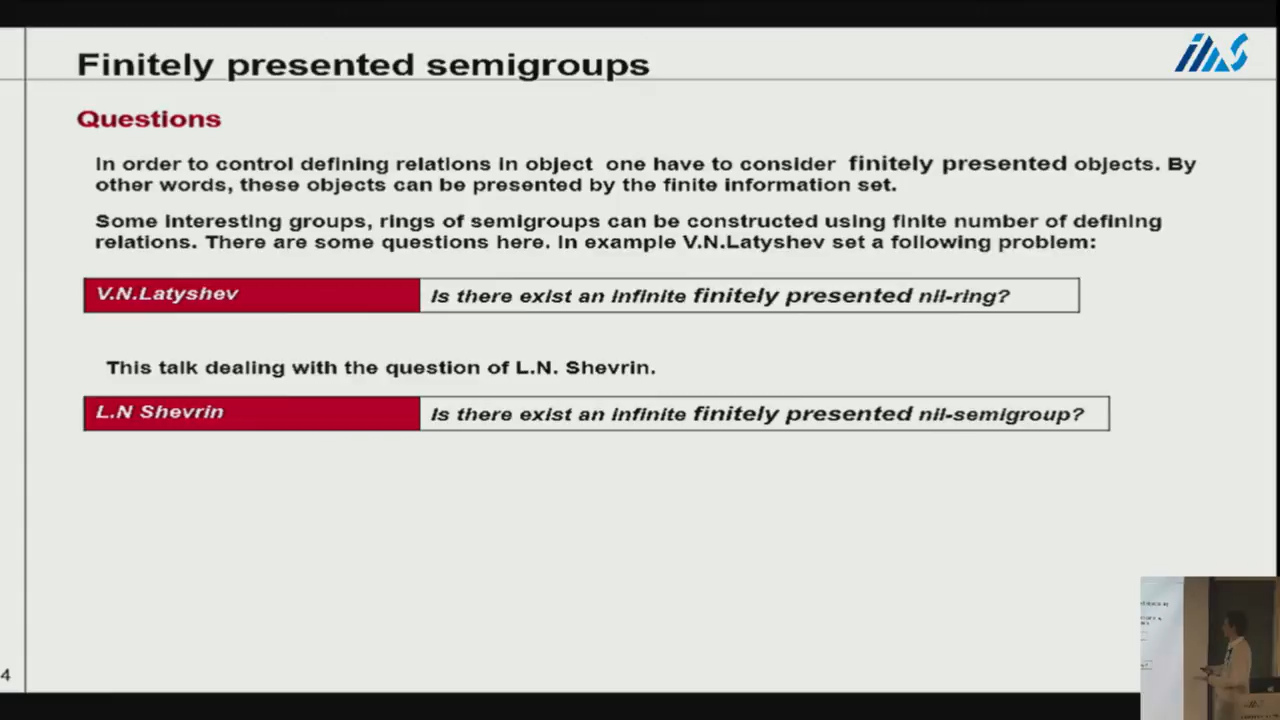 Finitely presented semigroups
Questions
In order to control defining relations in object one have to consider finitely presented objects. By
other words, these objects can be presented by the finite information set.
Some interesting groups, rings of semigroups can be constructed using finite number of defining
relations. There are some questions here. In example V.N.Latyshev set a following problem:
V.N.Latyshev
Is there exist an infinite finitely presented nil-ring?
This talk dealing with the question of L.N. Shevrin.
L.N Shevrin
Is there exist an infinite finitely presented nil-semigroup?
4